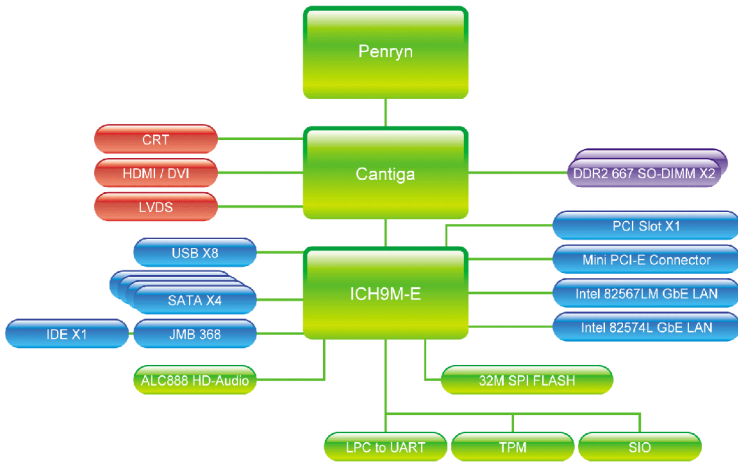 Penryn
CRT
HDMI / DVI
LVDS
Cantiga
DDR2 667 SO-DIMM X2
USB X8
SATA X4
IDE X1
JMB 368
ICH9M-E
PCI Slot X1
Mini PCI-E Connector
Intel 82567LM GbE LAN
Intel 82574L GbE LAN
ALC888 HD-Audio
32M SPI FLASH
LPC to UART
TPM
SIO